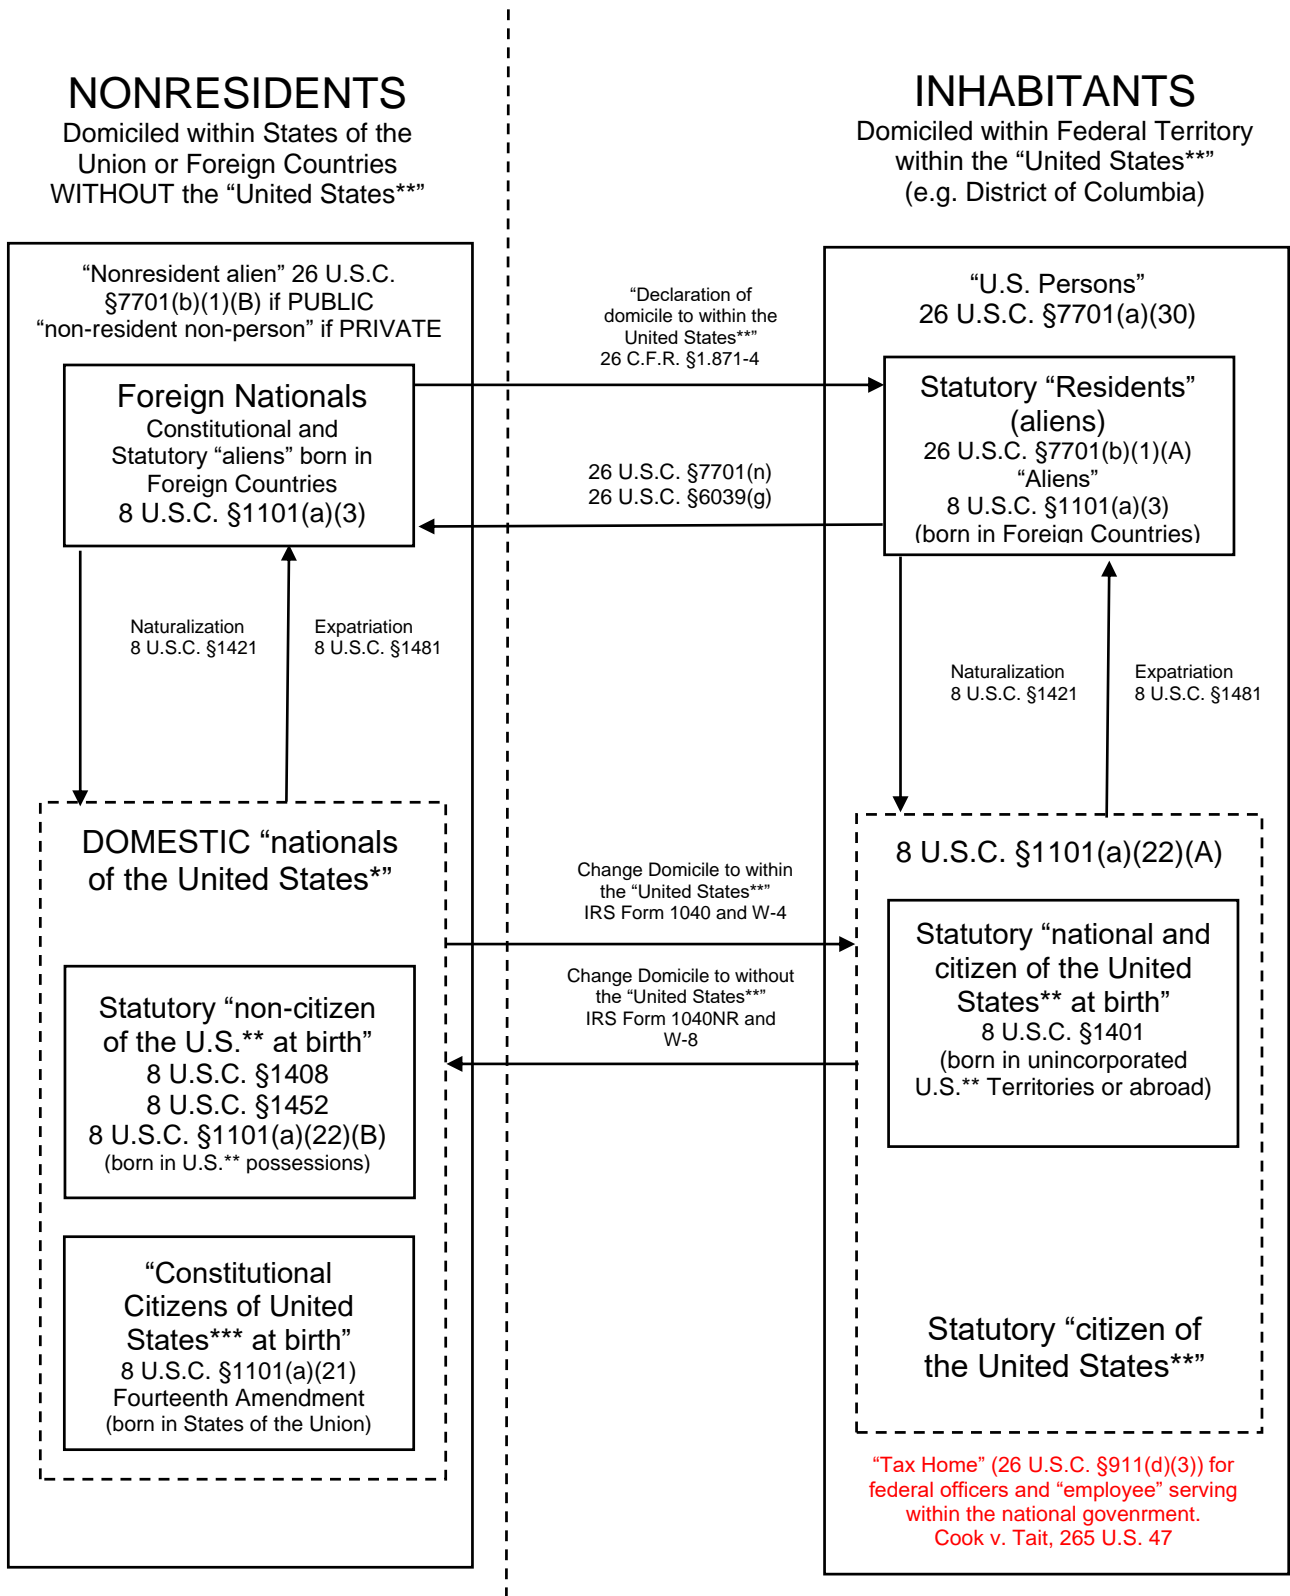 NONRESIDENTS
Domiciled within States of the
Union or Foreign Countries
WITHOUT the “United States**”
INHABITANTS
Domiciled within Federal Territory
within the “United States**”
(e.g. District of Columbia)
“Nonresident alien” 26 U.S.C.
§7701(b)(1)(B) if PUBLIC
“non-resident non-person” if PRIVATE
“Declaration of
domicile to within the
United States**”
26 C.F.R. §1.871-4
“U.S. Persons”
26 U.S.C. §7701(a)(30)
Foreign Nationals
Constitutional and
Statutory “aliens” born in
Foreign Countries
8 U.S.C. §1101(a)(3)
26 U.S.C. §7701(n)
26 U.S.C. §6039(g)
Statutory “Residents”
(aliens)
26 U.S.C. §7701(b)(1)(A)
“Aliens”
8 U.S.C. §1101(a)(3)
(born in Foreign Countries)
Naturalization
8 U.S.C. §1421
Expatriation
8 U.S.C. §1481
Naturalization
8 U.S.C. §1421
Expatriation
8 U.S.C. §1481
DOMESTIC “nationals
of the United States*”
Change Domicile to within
the “United States**”
IRS Form 1040 and W-4
8 U.S.C. §1101(a)(22)(A)
Statutory “non-citizen
of the U.S.** at birth”
8 U.S.C. §1408
8 U.S.C. §1452
8 U.S.C. §1101(a)(22)(B)
(born in U.S.** possessions)
Change Domicile to without
the “United States**”
IRS Form 1040NR and
W-8
Statutory “national and
citizen of the United
States** at birth”
8 U.S.C. §1401
(born in unincorporated
U.S.** Territories or abroad)
“Constitutional
Citizens of United
States*** at birth”
8 U.S.C. §1101(a)(21)
Fourteenth Amendment
(born in States of the Union)
Statutory “citizen of
the United States**”
“Tax Home” (26 U.S.C. §911(d)(3)) for
federal officers and “employee” serving
within the national govenrment.
Cook v. Tait, 265 U.S. 47